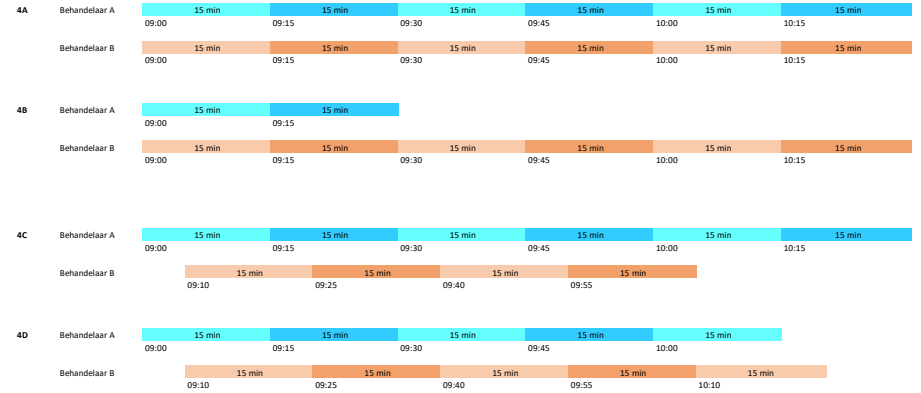 4A Behandelaar A 15 min 15 min 15 min 15 min 15 min 15 min
09:00 09:15 09:30 09:45 10:00 10:15
Behandelaar B 15 min 15 min 15 min 15 min 15 min 15 min
09:00 09:15 09:30 09:45 10:00 10:15
4B Behandelaar A 15 min 15 min
09:00 09:15
Behandelaar B 15 min 15 min 15 min 15 min 15 min 15 min
09:00 09:15 09:30 09:45 10:00 10:15
4C Behandelaar A 15 min 15 min 15 min 15 min 15 min 15 min
09:00 09:15 09:30 09:45 10:00 10:15
Behandelaar B 15 min 15 min 15 min 15 min
09:10 09:25 09:40 09:55
4D Behandelaar A 15 min 15 min 15 min 15 min 15 min
09:00 09:15 09:30 09:45 10:00
Behandelaar B 15 min 15 min 15 min 15 min 15 min
09:10 09:25 09:40 09:55 10:10